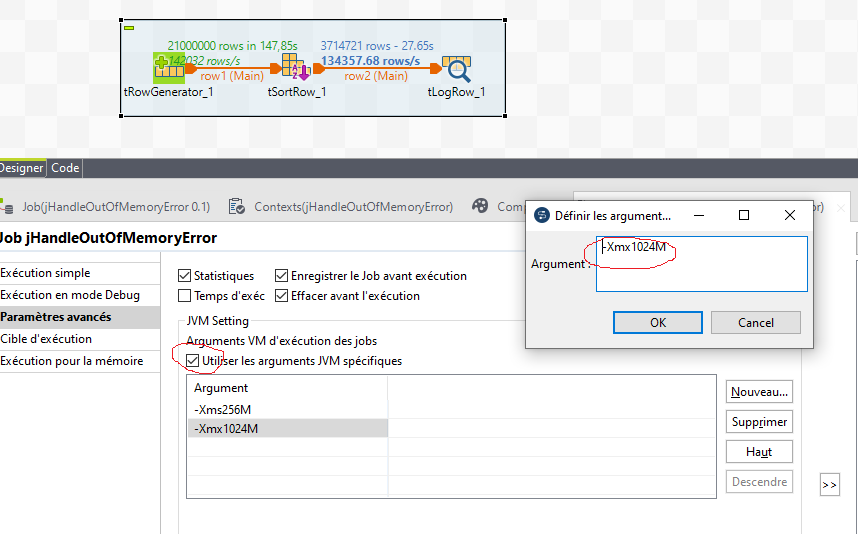 21000000 rows in 147,85s
142032 rows/s
row1 (Main)
3714721 rows - 27.65s
134357.68 rows/s
row2 (Main)
tRowGenerator_1
tSortRow_1
tLogRow_1
Designer
Code
Job(jHandleOutOfMemoryError 0.1)
Contexts(jHandleOutOfMemoryError)
Comp
Job jHandleOutOfMemoryError
Exécution simple
Exécution en mode Debug
Paramètres avancés
Cible d'exécution
Exécution pour la mémoire
Statistiques
Enregistrer le Job avant exécution
Temps d'exéc
Effacer avant l'exécution
JVM Setting
Arguments VM d'exécution des jobs
Utiliser les arguments JVM spécifiques
Argument
-Xms256M
-Xmx1024M
Nouveau...
Supprimer
Haut
Descendre
>>
Définir les argument...
Argument :
-Xmx1024M
OK
Cancel